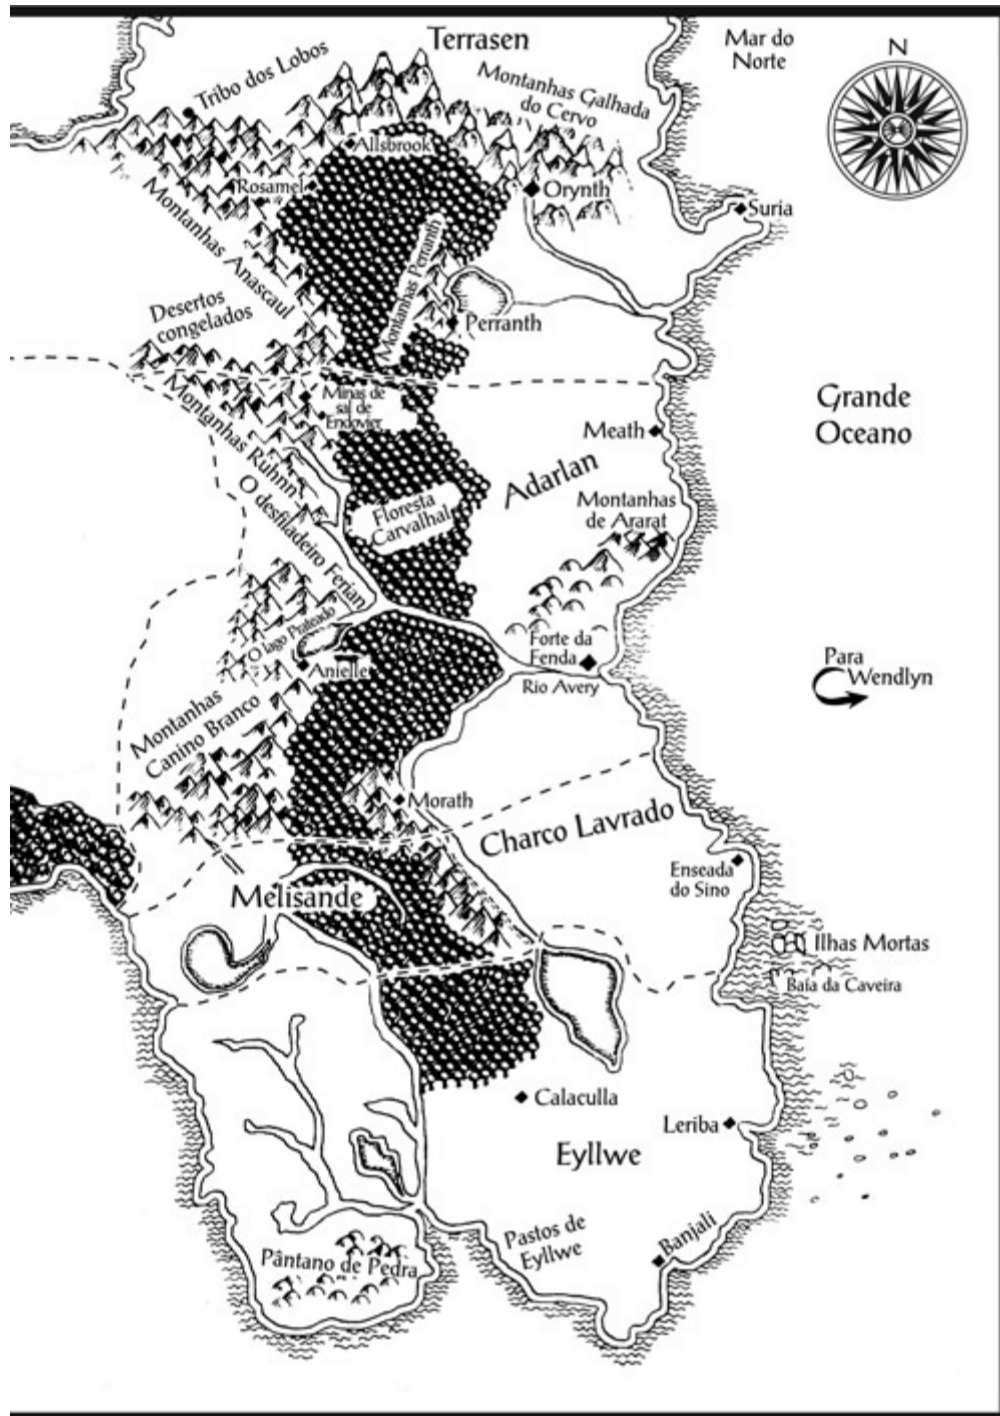 Terrasen
Mar do
Norte
N
Tribo dos Lobos
Montanhas Galhada
do Cervo
Allsbrook
Rosamel
Orynth
Suria
Montanhas Anascaul
Montanhas Perranth
Desertos
congelados
Perranth
Minas de
sal de
Endovier
Montanhas Ruhnn
Grande
Oceano
Meath
Adarlan
O desfiladeiro Ferian
Floresta
Carvalhal
Montanhas
de Ararat
O lago Prateado
Anielle
Forte da
Fenda
Rio Avery
Para
Wendlyn
Montanhas
Canino Branco
Morath
Charco Lavrado
Enseada
do Sino
Melisande
Ilhas Mortas
Baía da Caveira
Calaculla
Leriba
Eyllwe
Pastos de
Eyllwe
Banjali
Pântano de Pedra